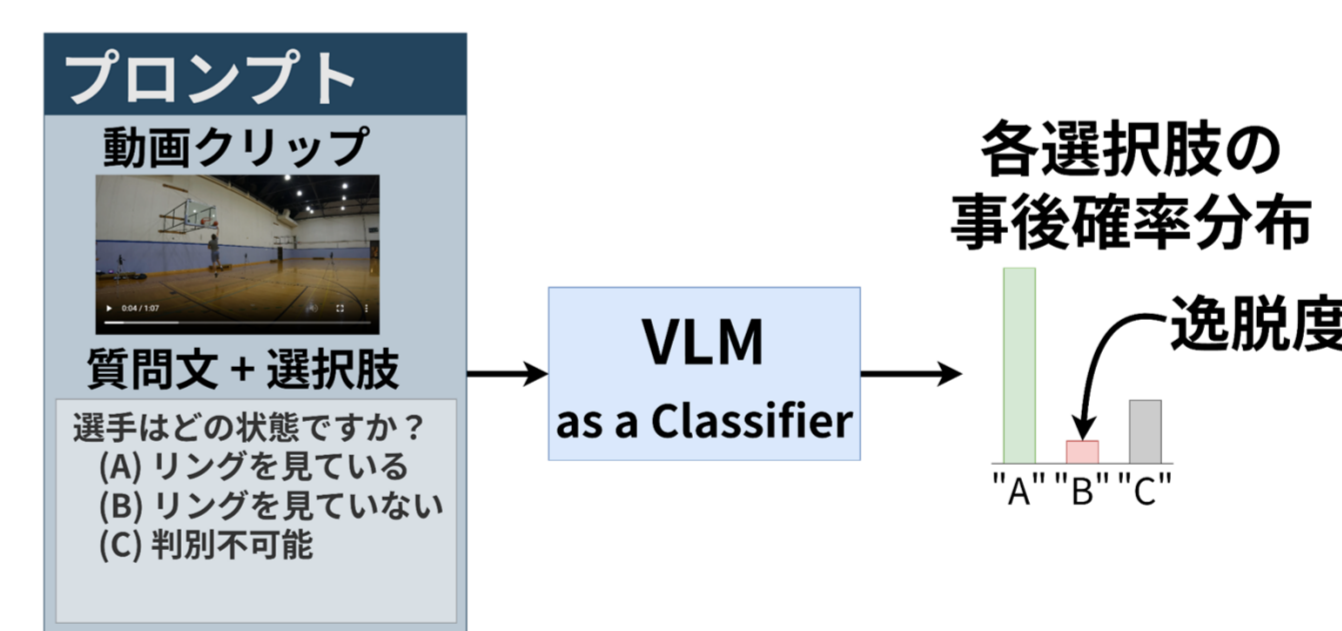 プロンプト
動画クリップ
0:04 / 1:07
質問文 + 選択肢
選手はどの状態ですか？
(A) リングを見ている
(B) リングを見ていない
(C) 判別不可能
VLM
as a Classifier
各選択肢の
事後確率分布
逸脱度
"A" "B" "C"